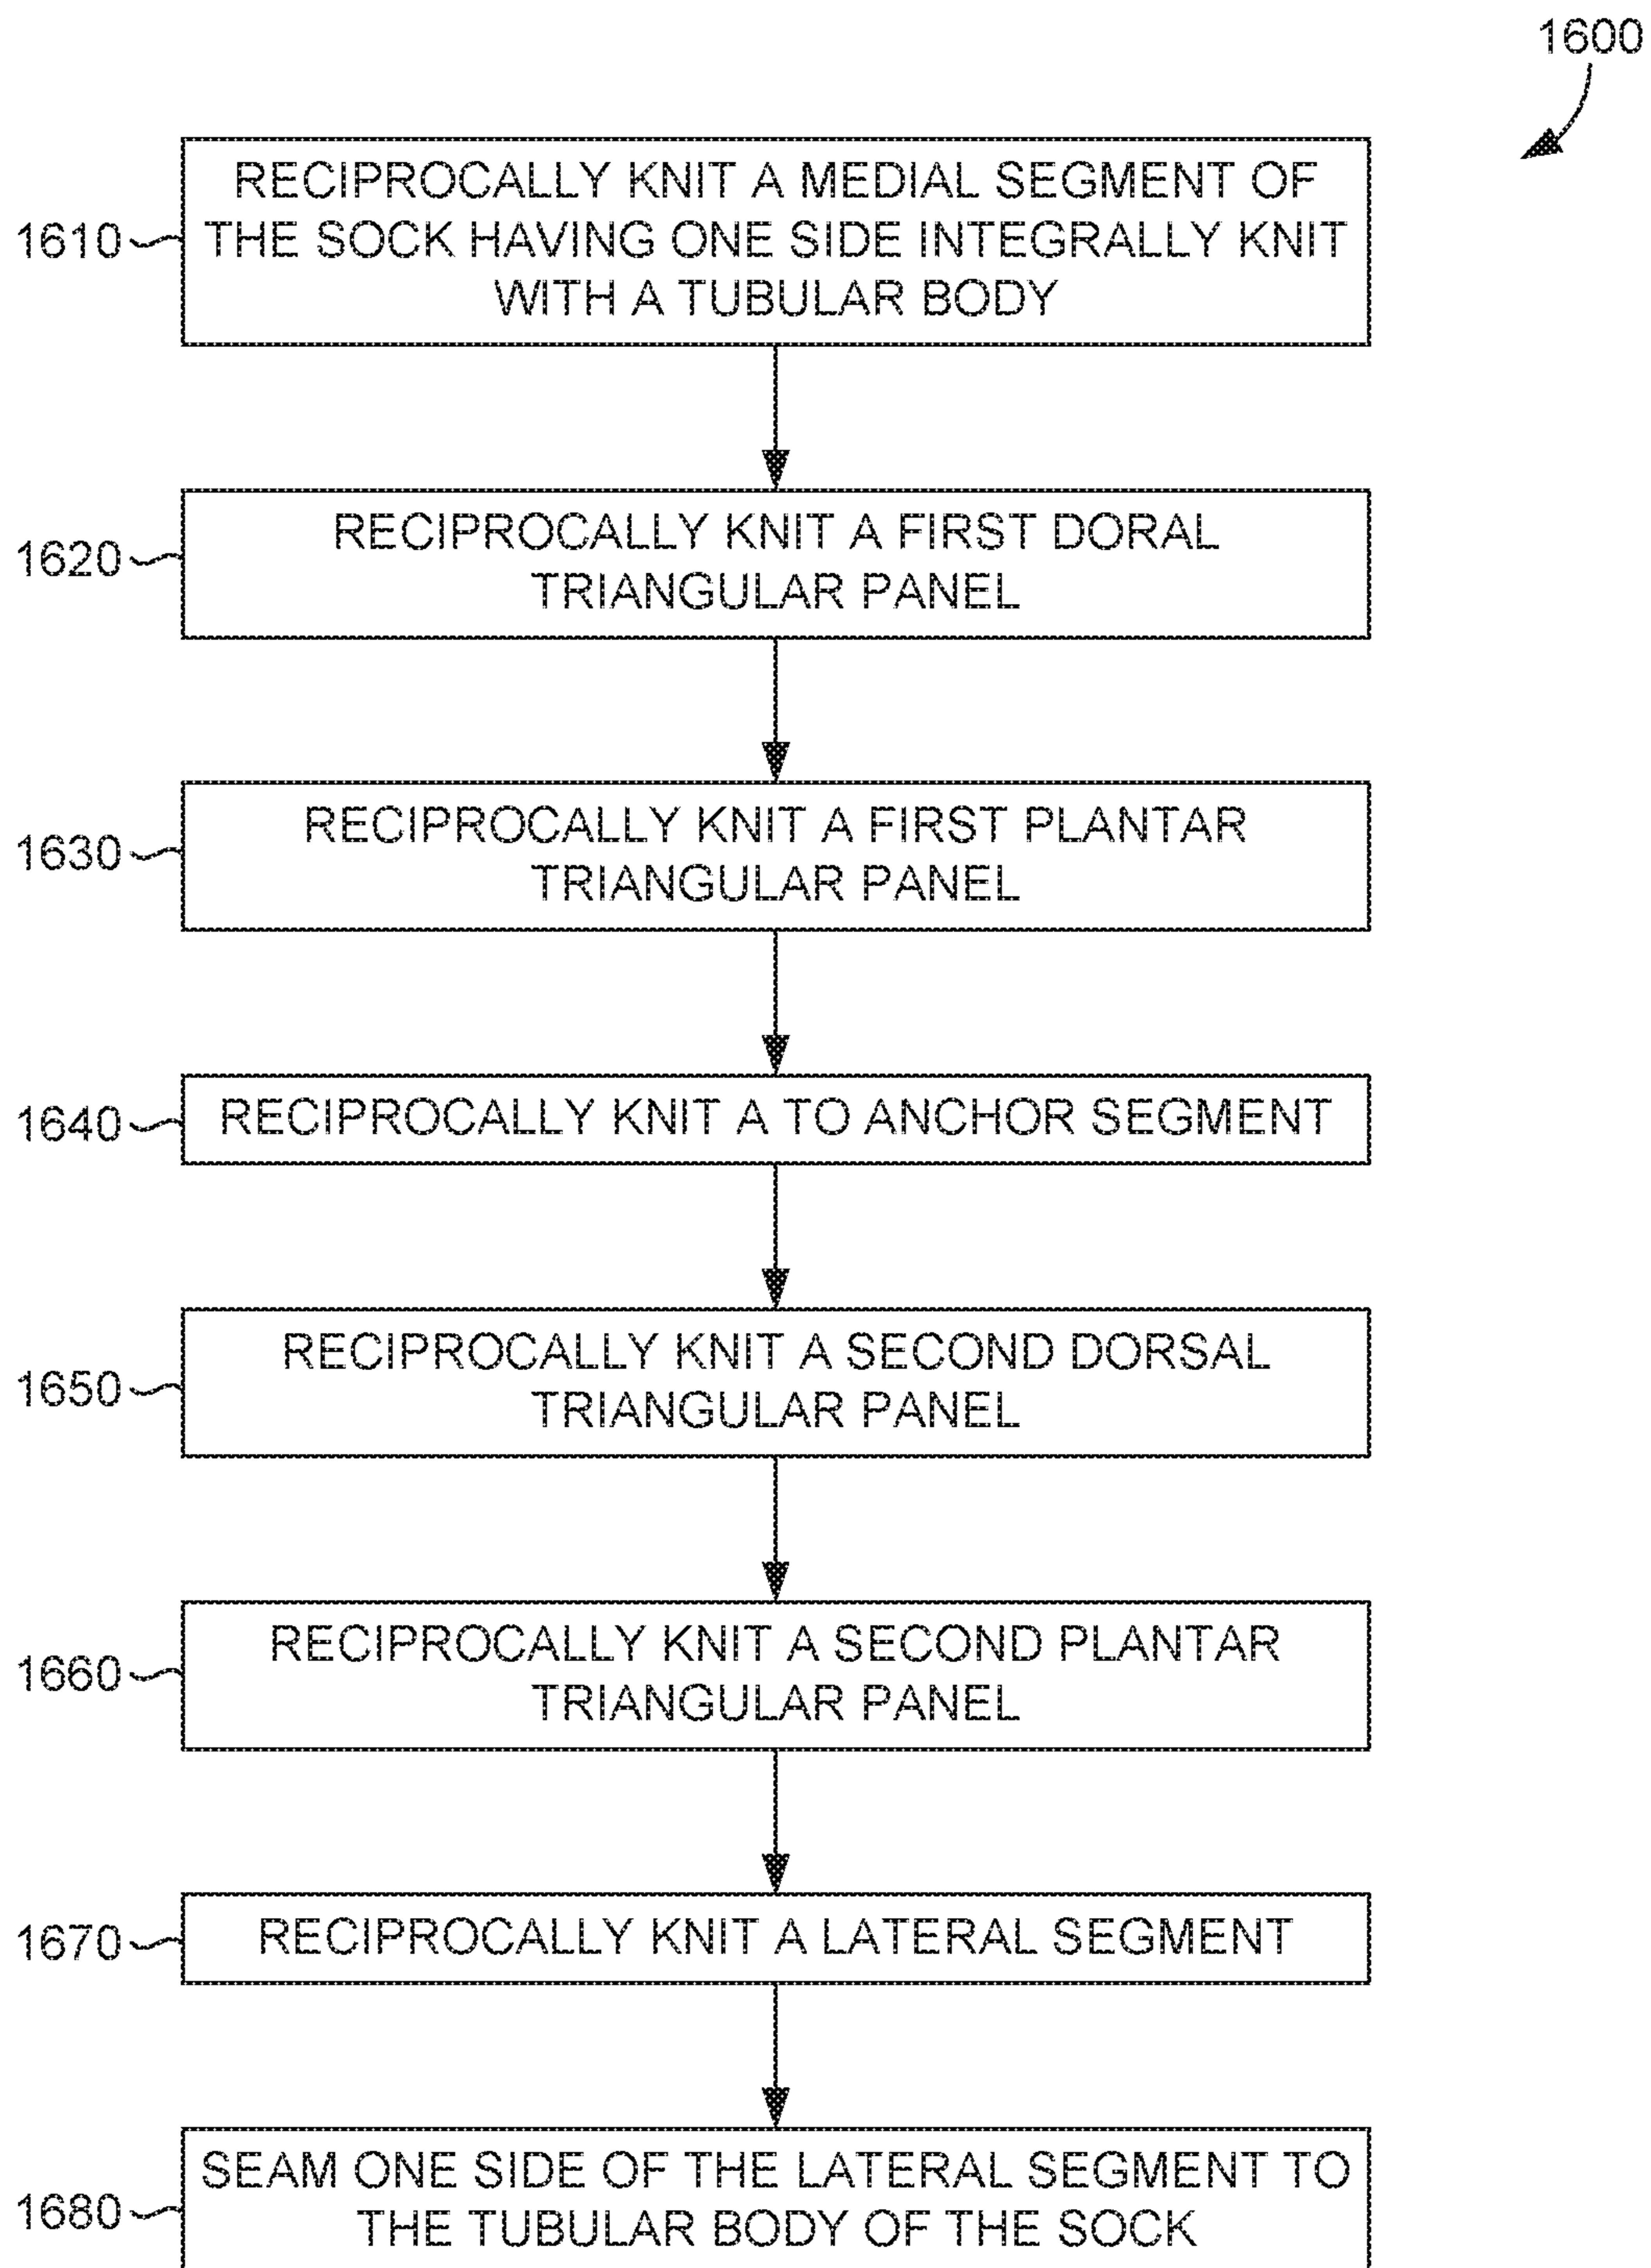 1600
1610
RECIPROCALLY KNIT A MEDIAL SEGMENT OF
THE SOCK HAVING ONE SIDE INTEGRALLY KNIT
WITH A TUBULAR BODY
1620
RECIPROCALLY KNIT A FIRST DORAL
TRIANGULAR PANEL
1630
RECIPROCALLY KNIT A FIRST PLANTAR
TRIANGULAR PANEL
1640
RECIPROCALLY KNIT A TO ANCHOR SEGMENT
1650
RECIPROCALLY KNIT A SECOND DORSAL
TRIANGULAR PANEL
1660
RECIPROCALLY KNIT A SECOND PLANTAR
TRIANGULAR PANEL
1670
RECIPROCALLY KNIT A LATERAL SEGMENT
1680
SEAM ONE SIDE OF THE LATERAL SEGMENT TO
THE TUBULAR BODY OF THE SOCK